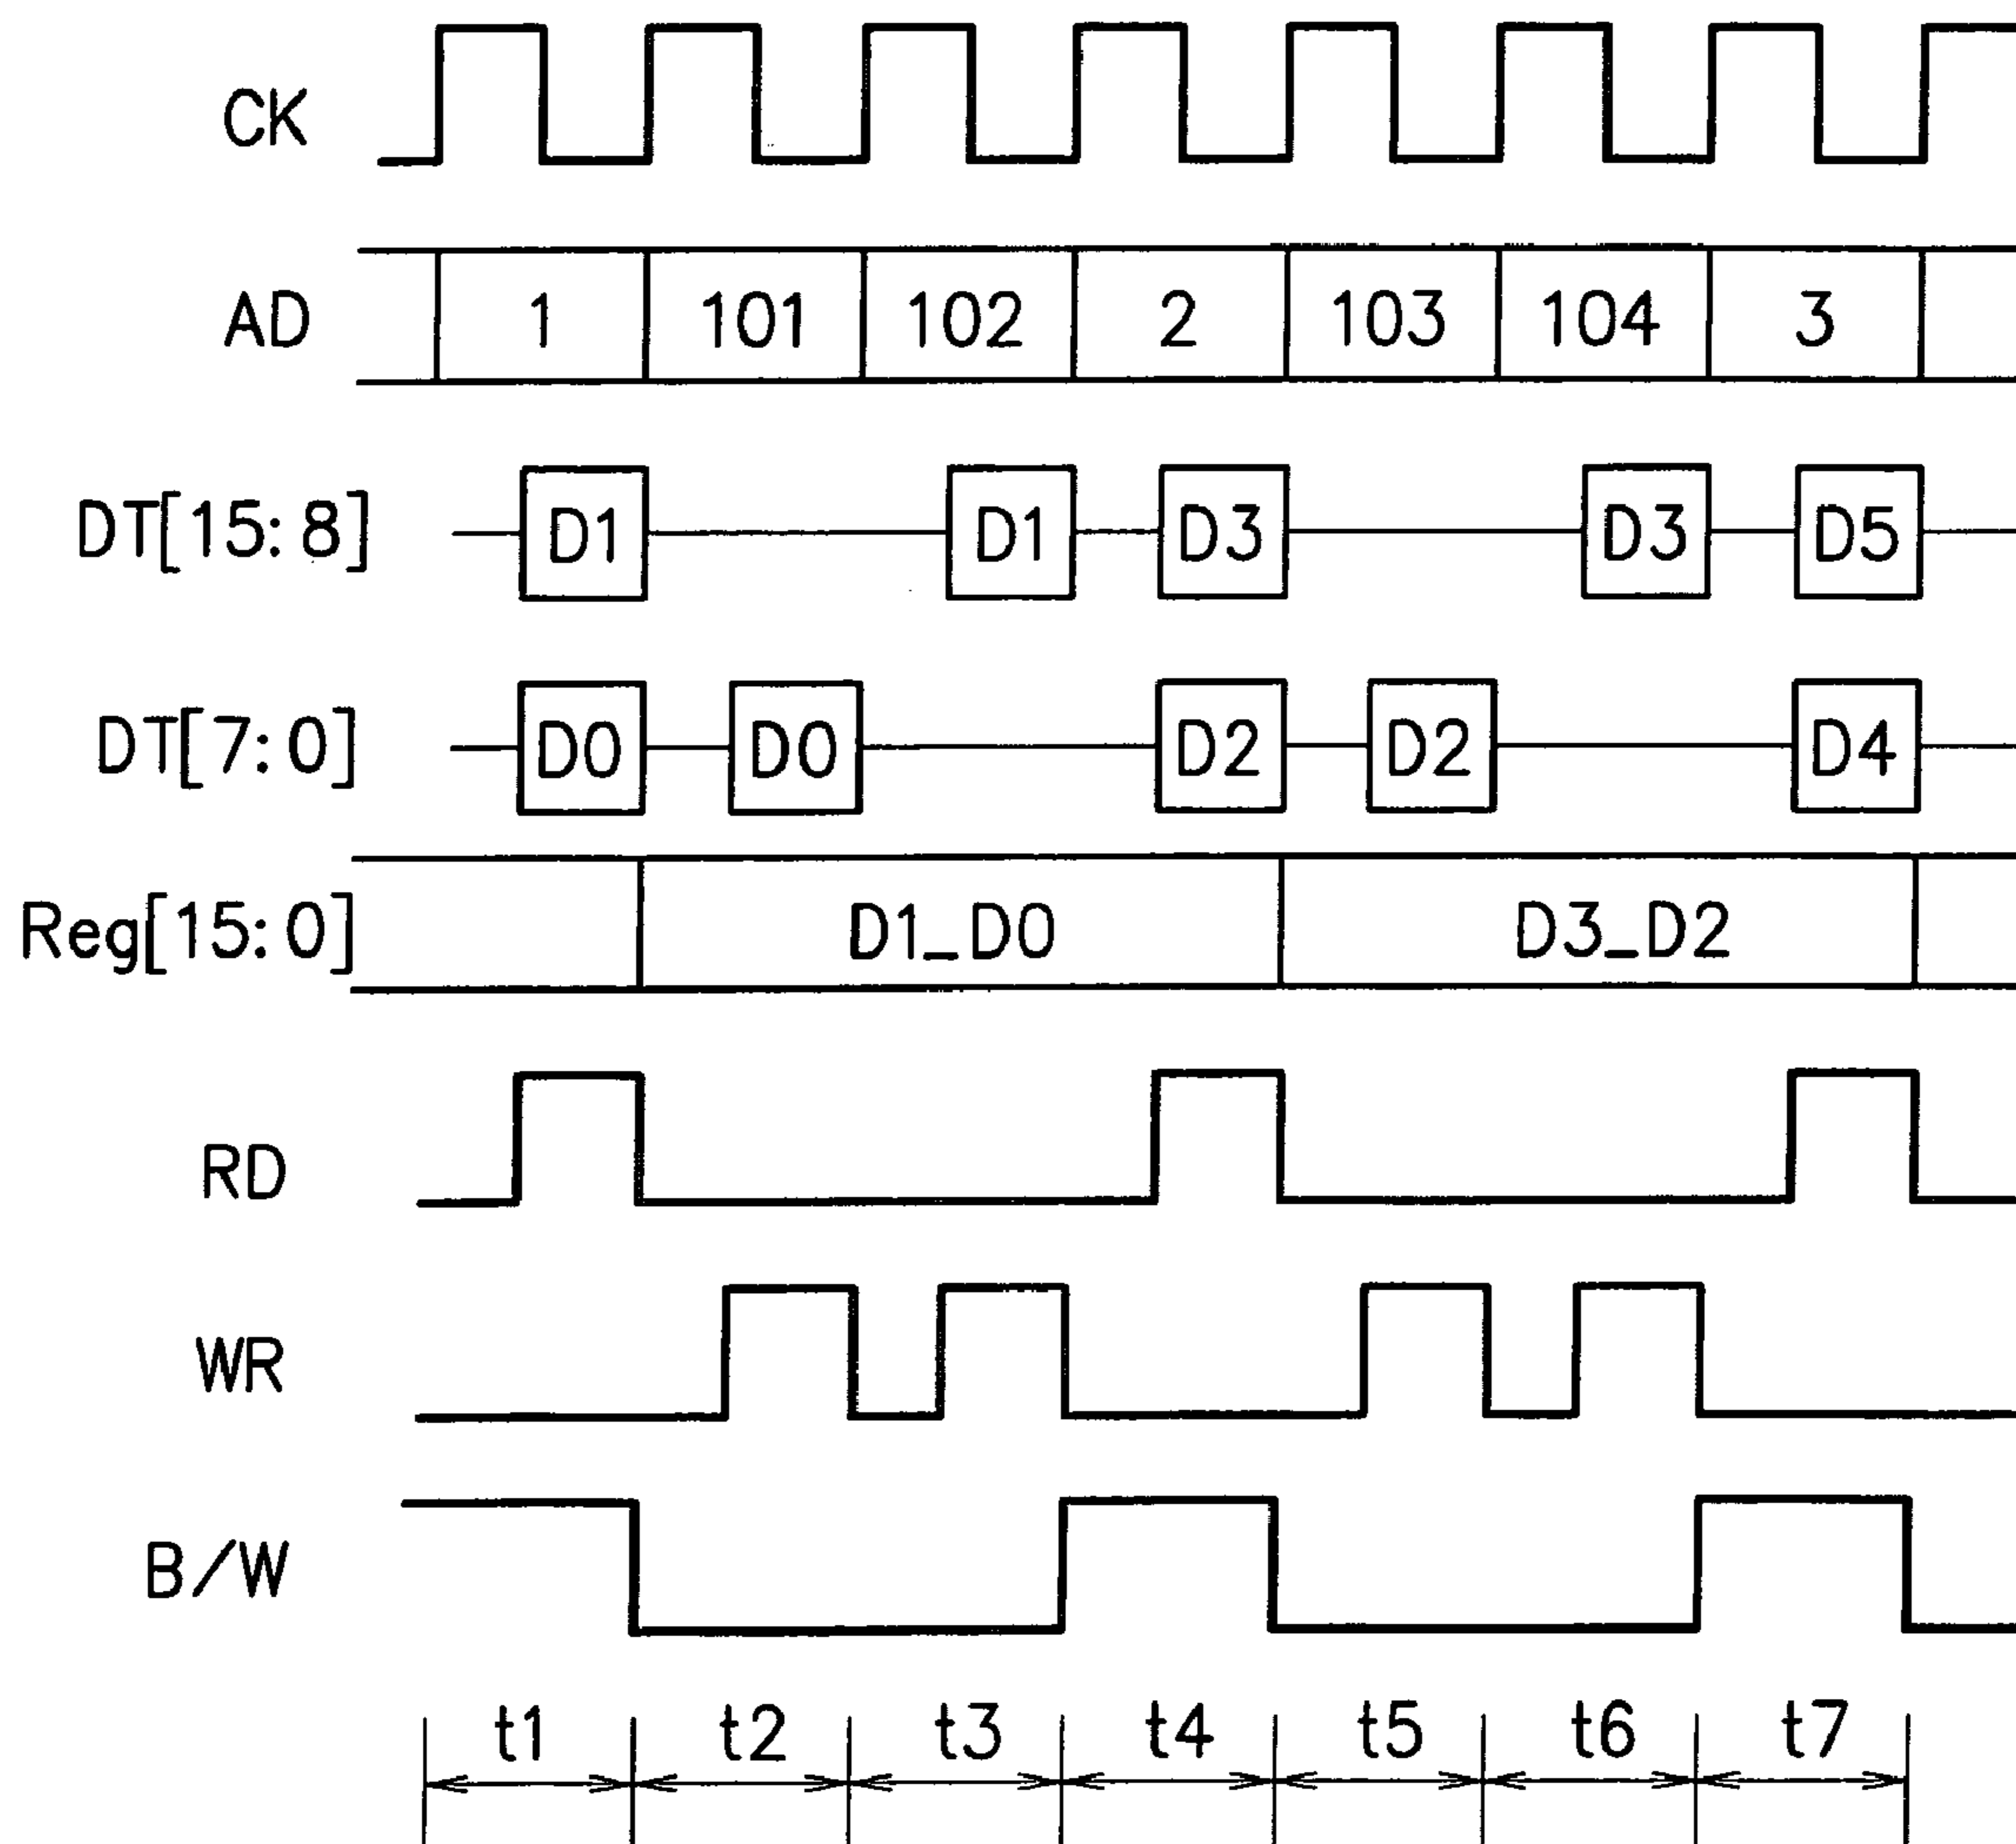 CK
AD 1 101 102 2 103 104 3
DT[15:8] D1 D1 D3 D3 D5
DT[7:0] D0 D0 D2 D2 D4
Reg[15:0] D1_D0 D3_D2
RD
WR
B/W
t1 t2 t3 t4 t5 t6 t7